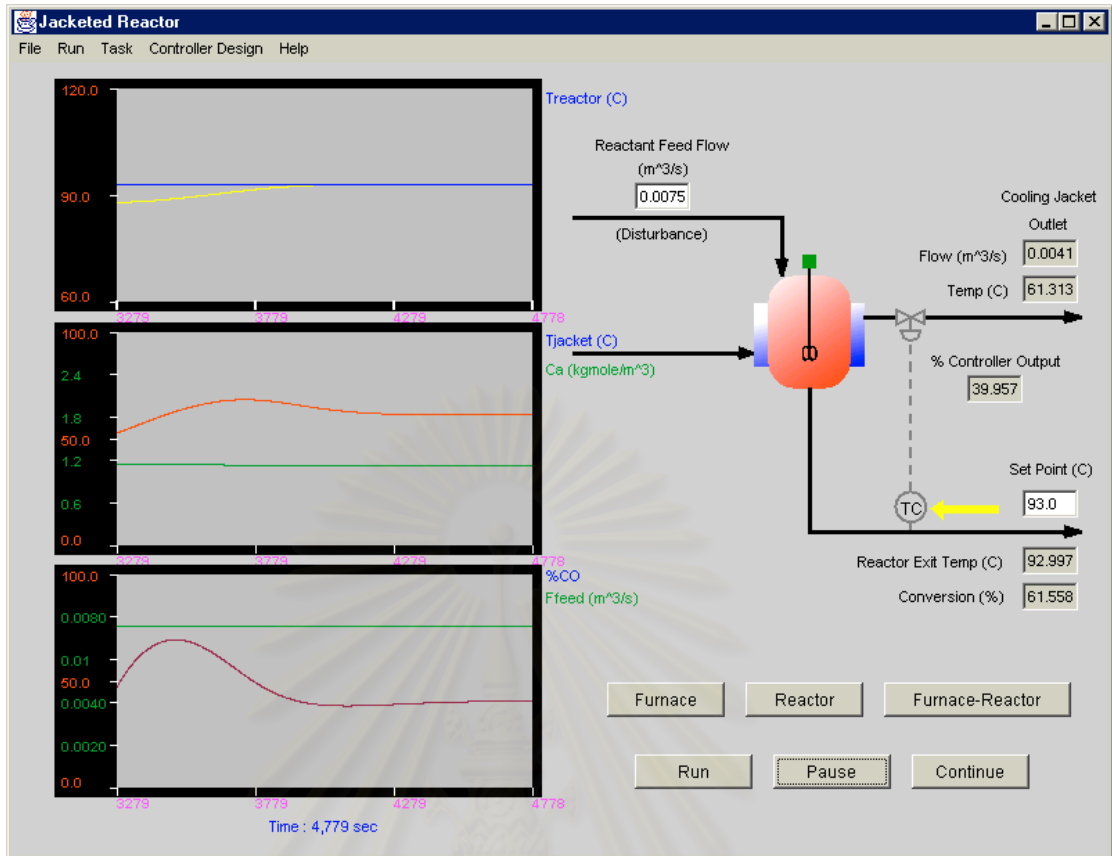 Jacketed Reactor
File Run Task Controller Design Help
120.0
90.0
60.0
3279 3779 4279 4778
Treactor (C)
100.0
2.4
1.8
50.0
1.2
0.6
0.0
3279 3779 4279 4778
Tjacket (C)
Ca (kgmole/m^3)
100.0
0.0080
0.01
50.0
0.0040
0.0020
0.0
3279 3779 4279 4778
%CO
Ffeed (m^3/s)
Time : 4,779 sec
Reactant Feed Flow
(m^3/s)
0.0075
(Disturbance)
Cooling Jacket
Outlet
Flow (m^3/s) 0.0041
Temp (C) 61.313
% Controller Output
39.957
Set Point (C)
TC 93.0
Reactor Exit Temp (C) 92.997
Conversion (%) 61.558
Furnace Reactor Furnace-Reactor
Run Pause Continue